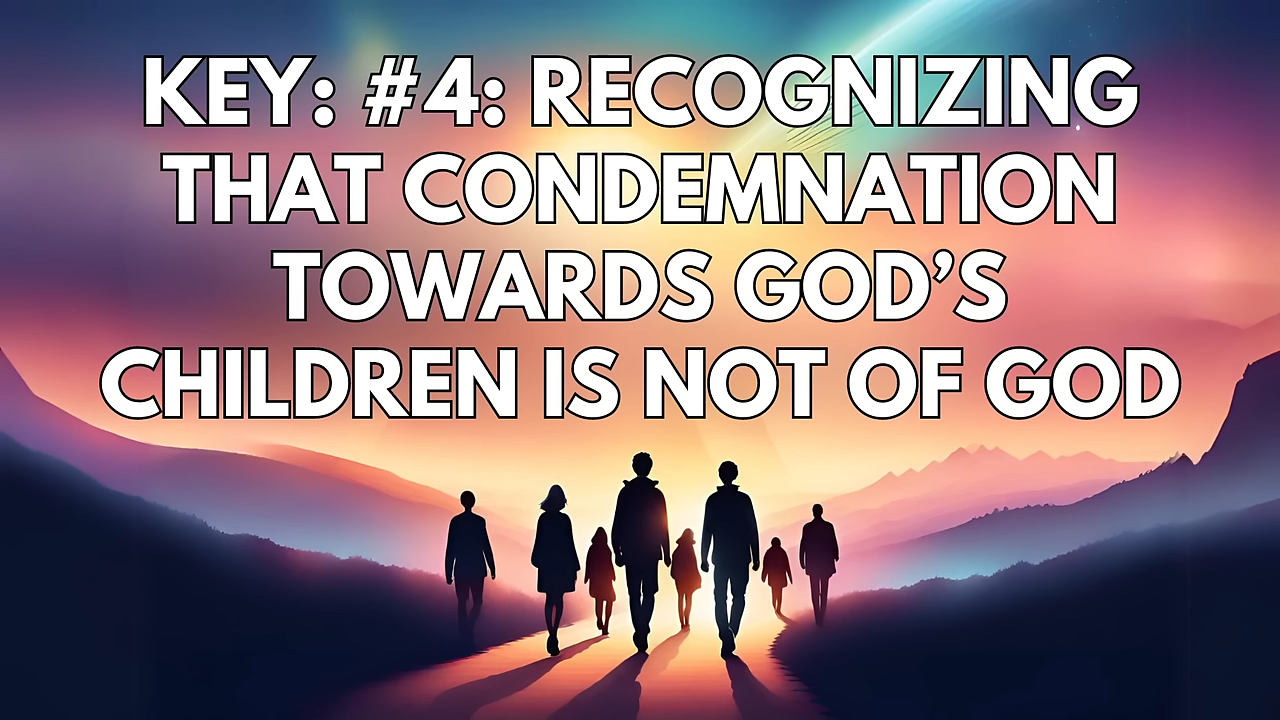 KEY: #4: RECOGNIZING
THAT CONDEMNATION
TOWARDS GOD’S
CHILDREN IS NOT OF GOD